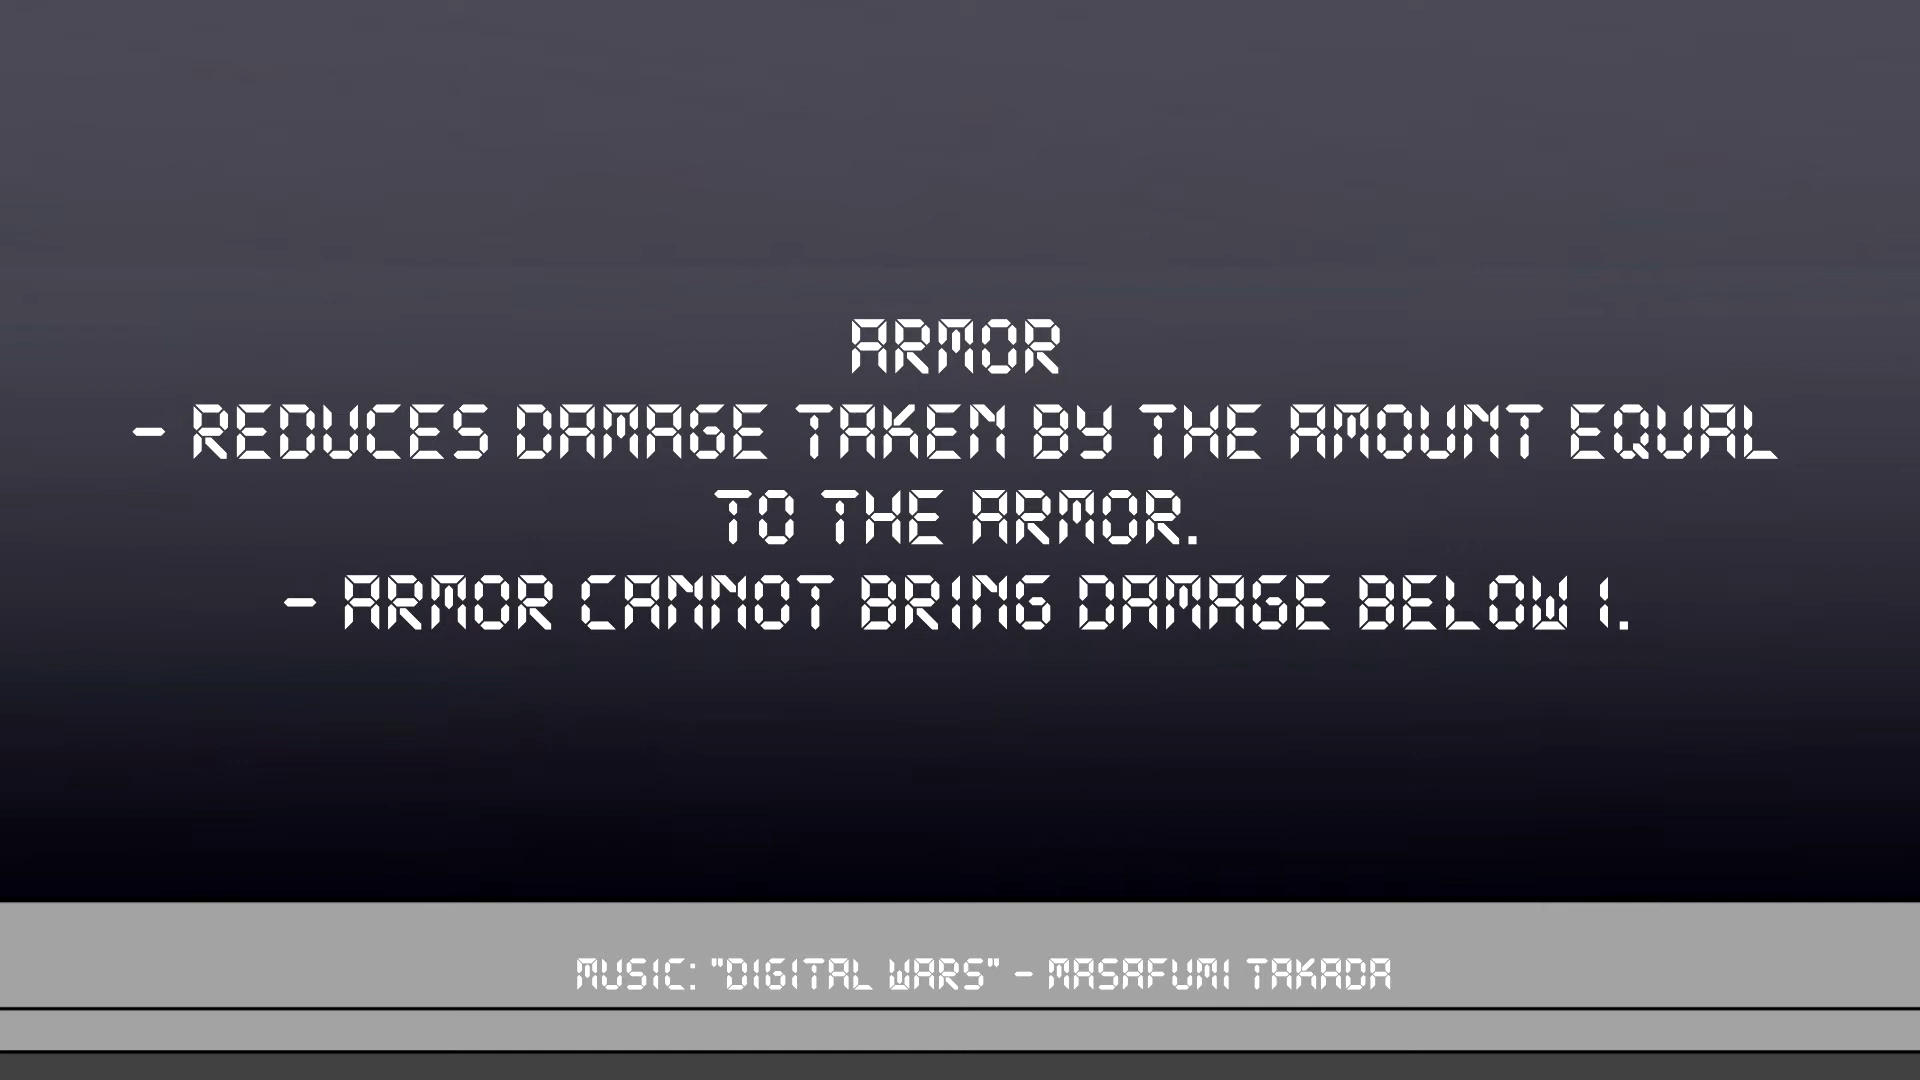 ARMOR
- REDUCES DAMAGE TAKEN BY THE AMOUNT EQUAL
TO THE ARMOR.
- ARMOR CANNOT BRING DAMAGE BELOW 1.
MUSIC: "DIGITAL WARS" - MASAFUMI TAKADA